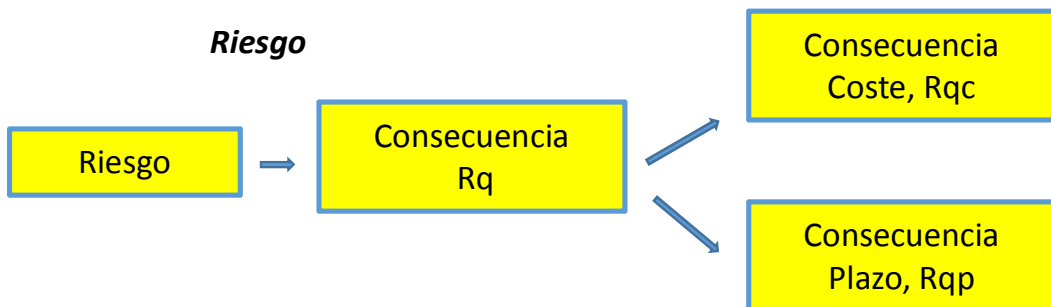 Riesgo
Riesgo
Consecuencia
Rq
Consecuencia
Coste, Rqc
Consecuencia
Plazo, Rqp